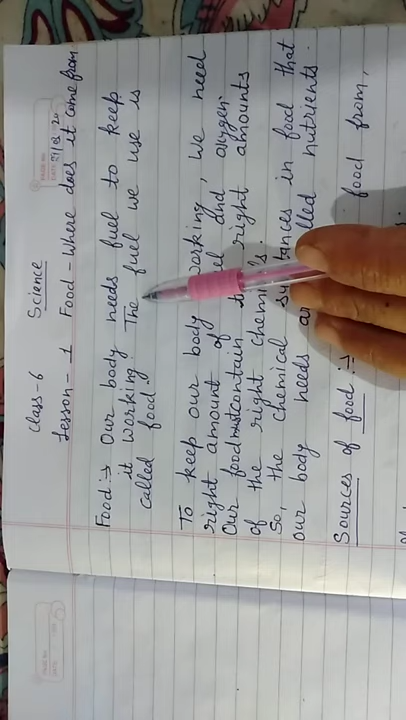 Class-6 Science
Lesson - 1 Food - Where does it come from
Food :→ Our body needs fuel to keep
it working. The fuel we use is
called food.
To keep our body working, we need
right amount of and oxygen.
Our food must contain right amounts
of the right chemicals.
So, the chemical substances in food that
our body needs called nutrients.
Sources of food :→
food from,